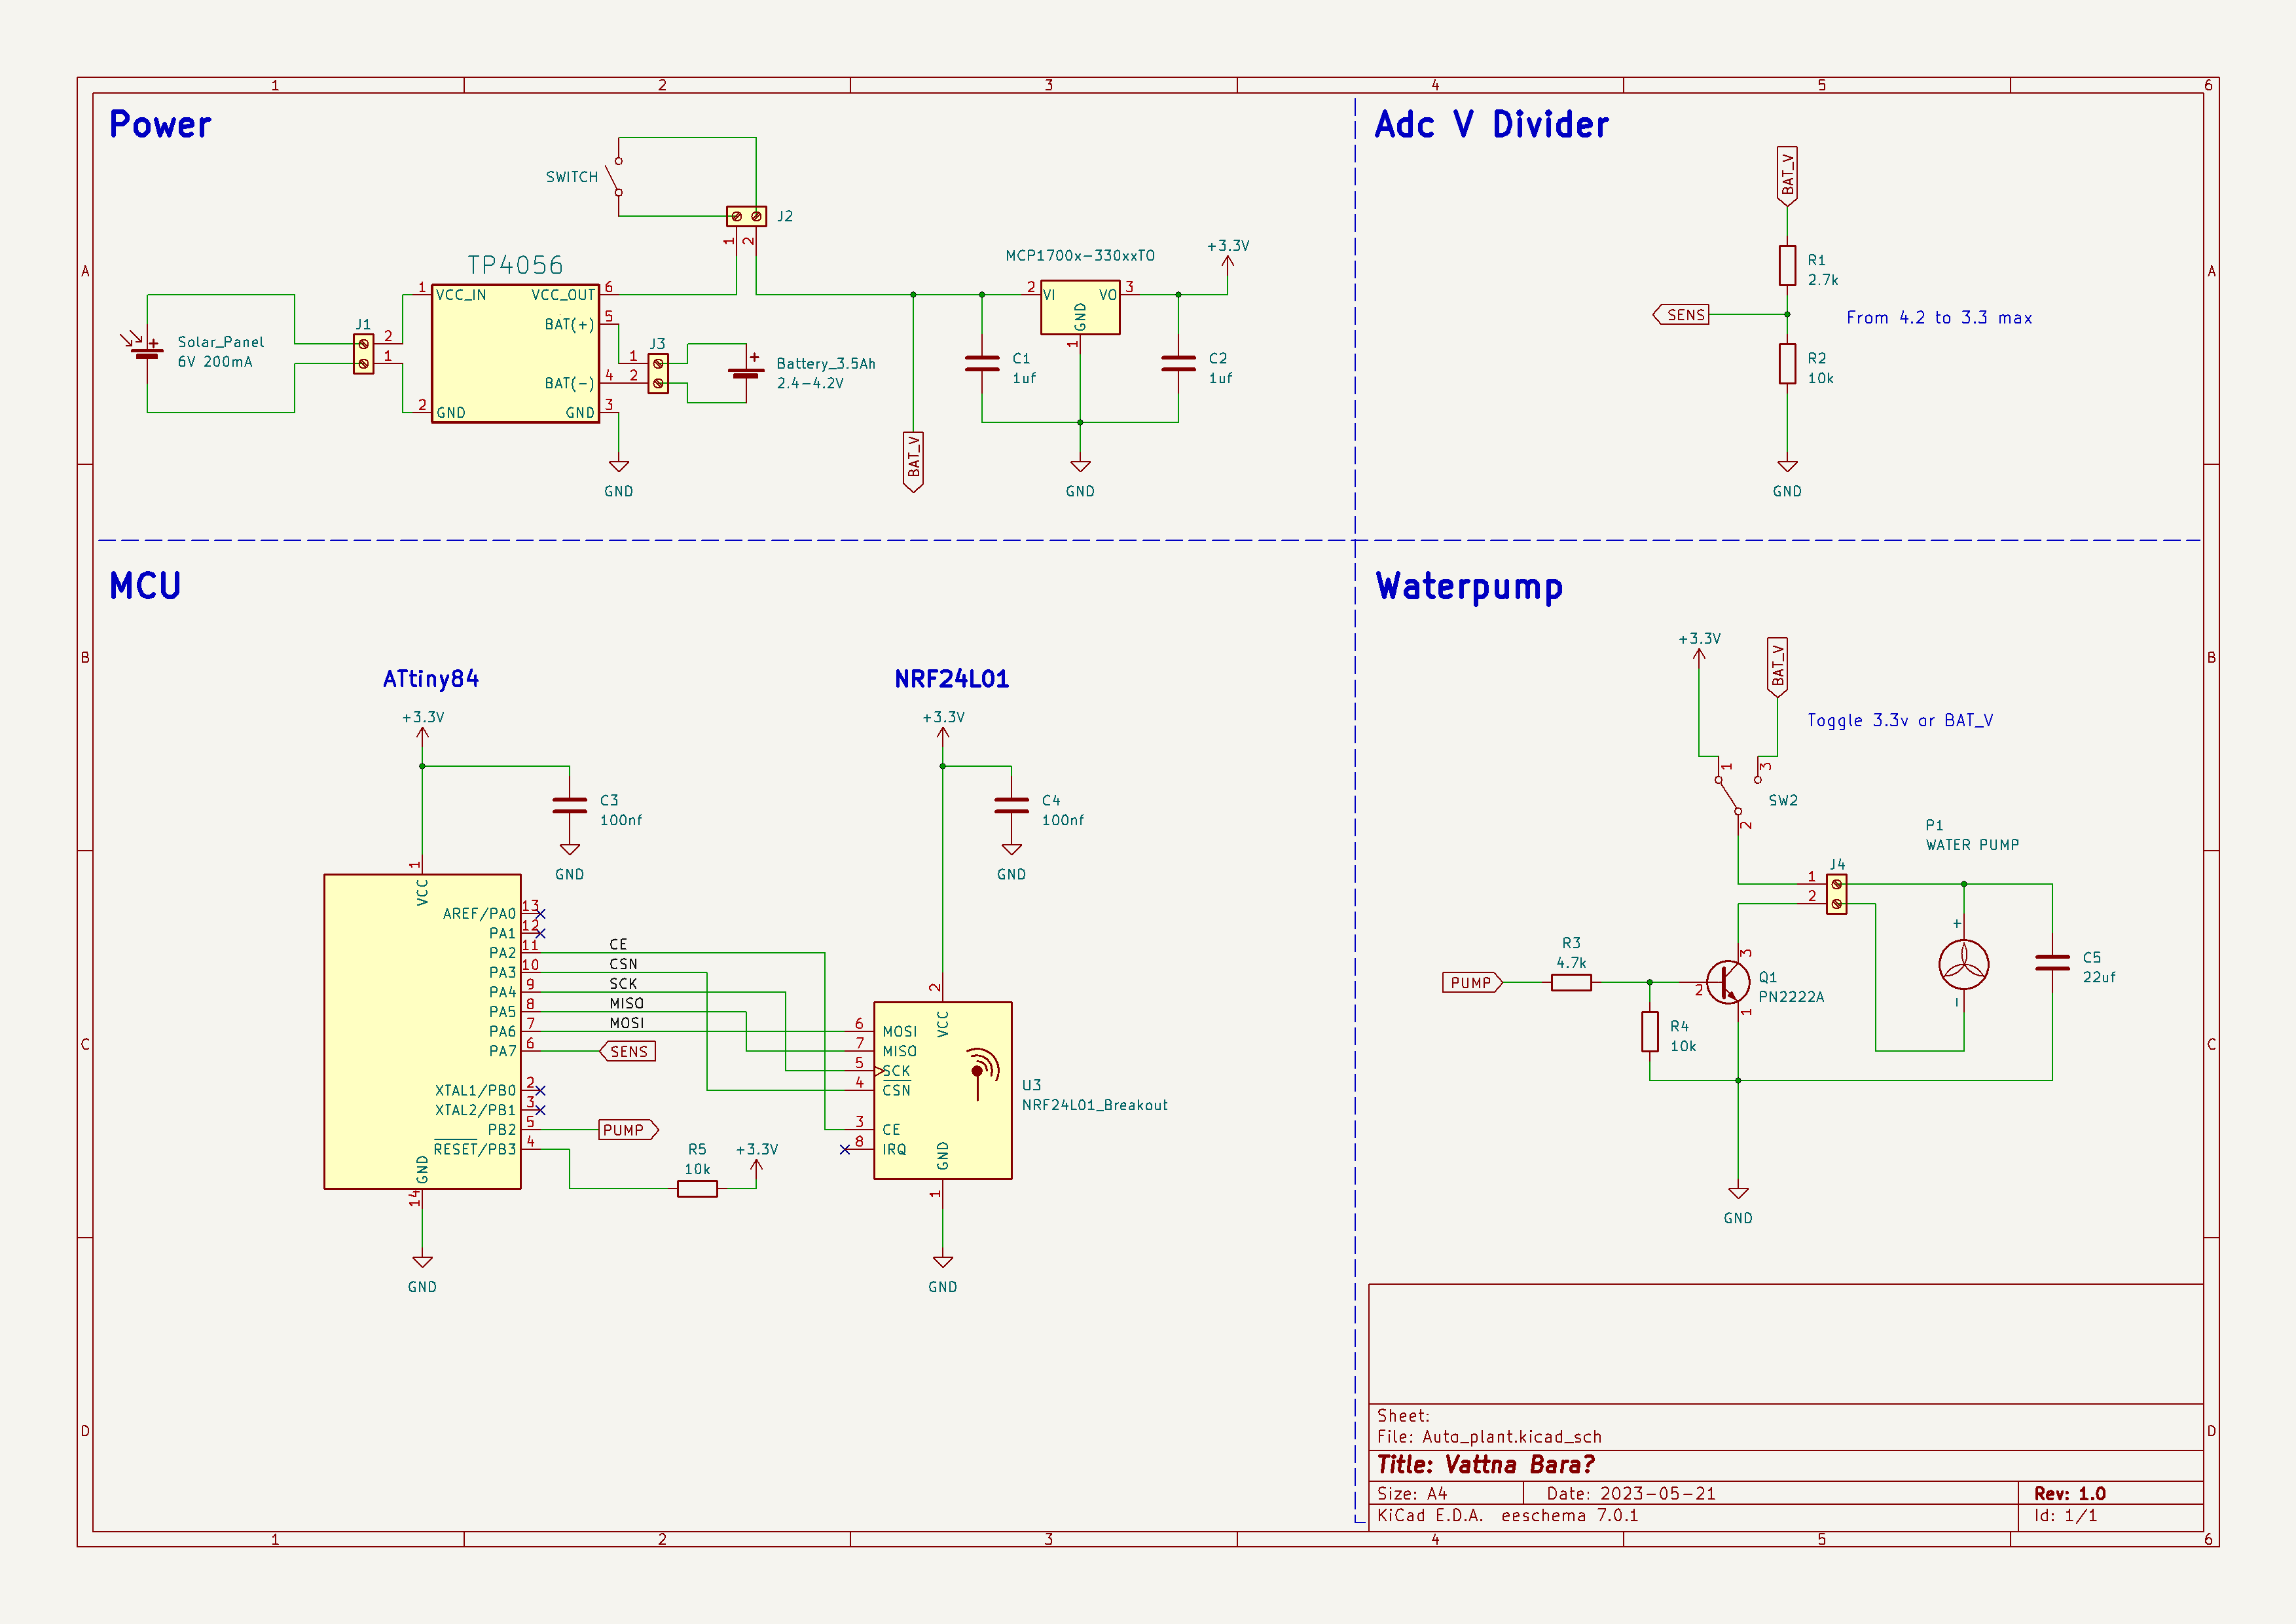 1 2 3 4 5 6
A
B
C
D
A
B
C
D
1 2 3 4 5 6
Power
SWITCH
J2
1
2
TP4056
1 VCC_IN
VCC_OUT 6
BAT(+) 5
BAT(-) 4
2 GND
GND 3
GND
J1
2
1
+
Solar_Panel
6V 200mA
J3
1
2
+
Battery_3.5Ah
2.4-4.2V
BAT_V
MCP1700x-330xxTO
2 VI
VO 3
GND
1
+3.3V
C1
1uf
C2
1uf
GND
Adc V Divider
BAT_V
R1
2.7k
SENS
From 4.2 to 3.3 max
R2
10k
GND
MCU
ATtiny84
+3.3V
C3
100nf
GND
1
VCC
AREF/PA0 13
PA1 12
PA2 11 CE
PA3 10 CSN
PA4 9 SCK
PA5 8 MISO
PA6 7 MOSI
PA7 6 SENS
XTAL1/PB0 2
XTAL2/PB1 3
PB2 5 PUMP
RESET/PB3 4
GND
14
GND
R5
10k
+3.3V
NRF24L01
+3.3V
C4
100nf
GND
2
VCC
6 MOSI
7 MISO
5 SCK
4 CSN
3 CE
8 IRQ
GND
1
GND
U3
NRF24L01_Breakout
Waterpump
+3.3V
BAT_V
Toggle 3.3v or BAT_V
1
3
SW2
2
P1
WATER PUMP
J4
1
2
+
-
C5
22uf
PUMP
R3
4.7k
3
2
1
Q1
PN2222A
R4
10k
GND
Sheet:
File: Auto_plant.kicad_sch
Title: Vattna Bara?
Size: A4 Date: 2023-05-21 Rev: 1.0
KiCad E.D.A. eeschema 7.0.1 Id: 1/1